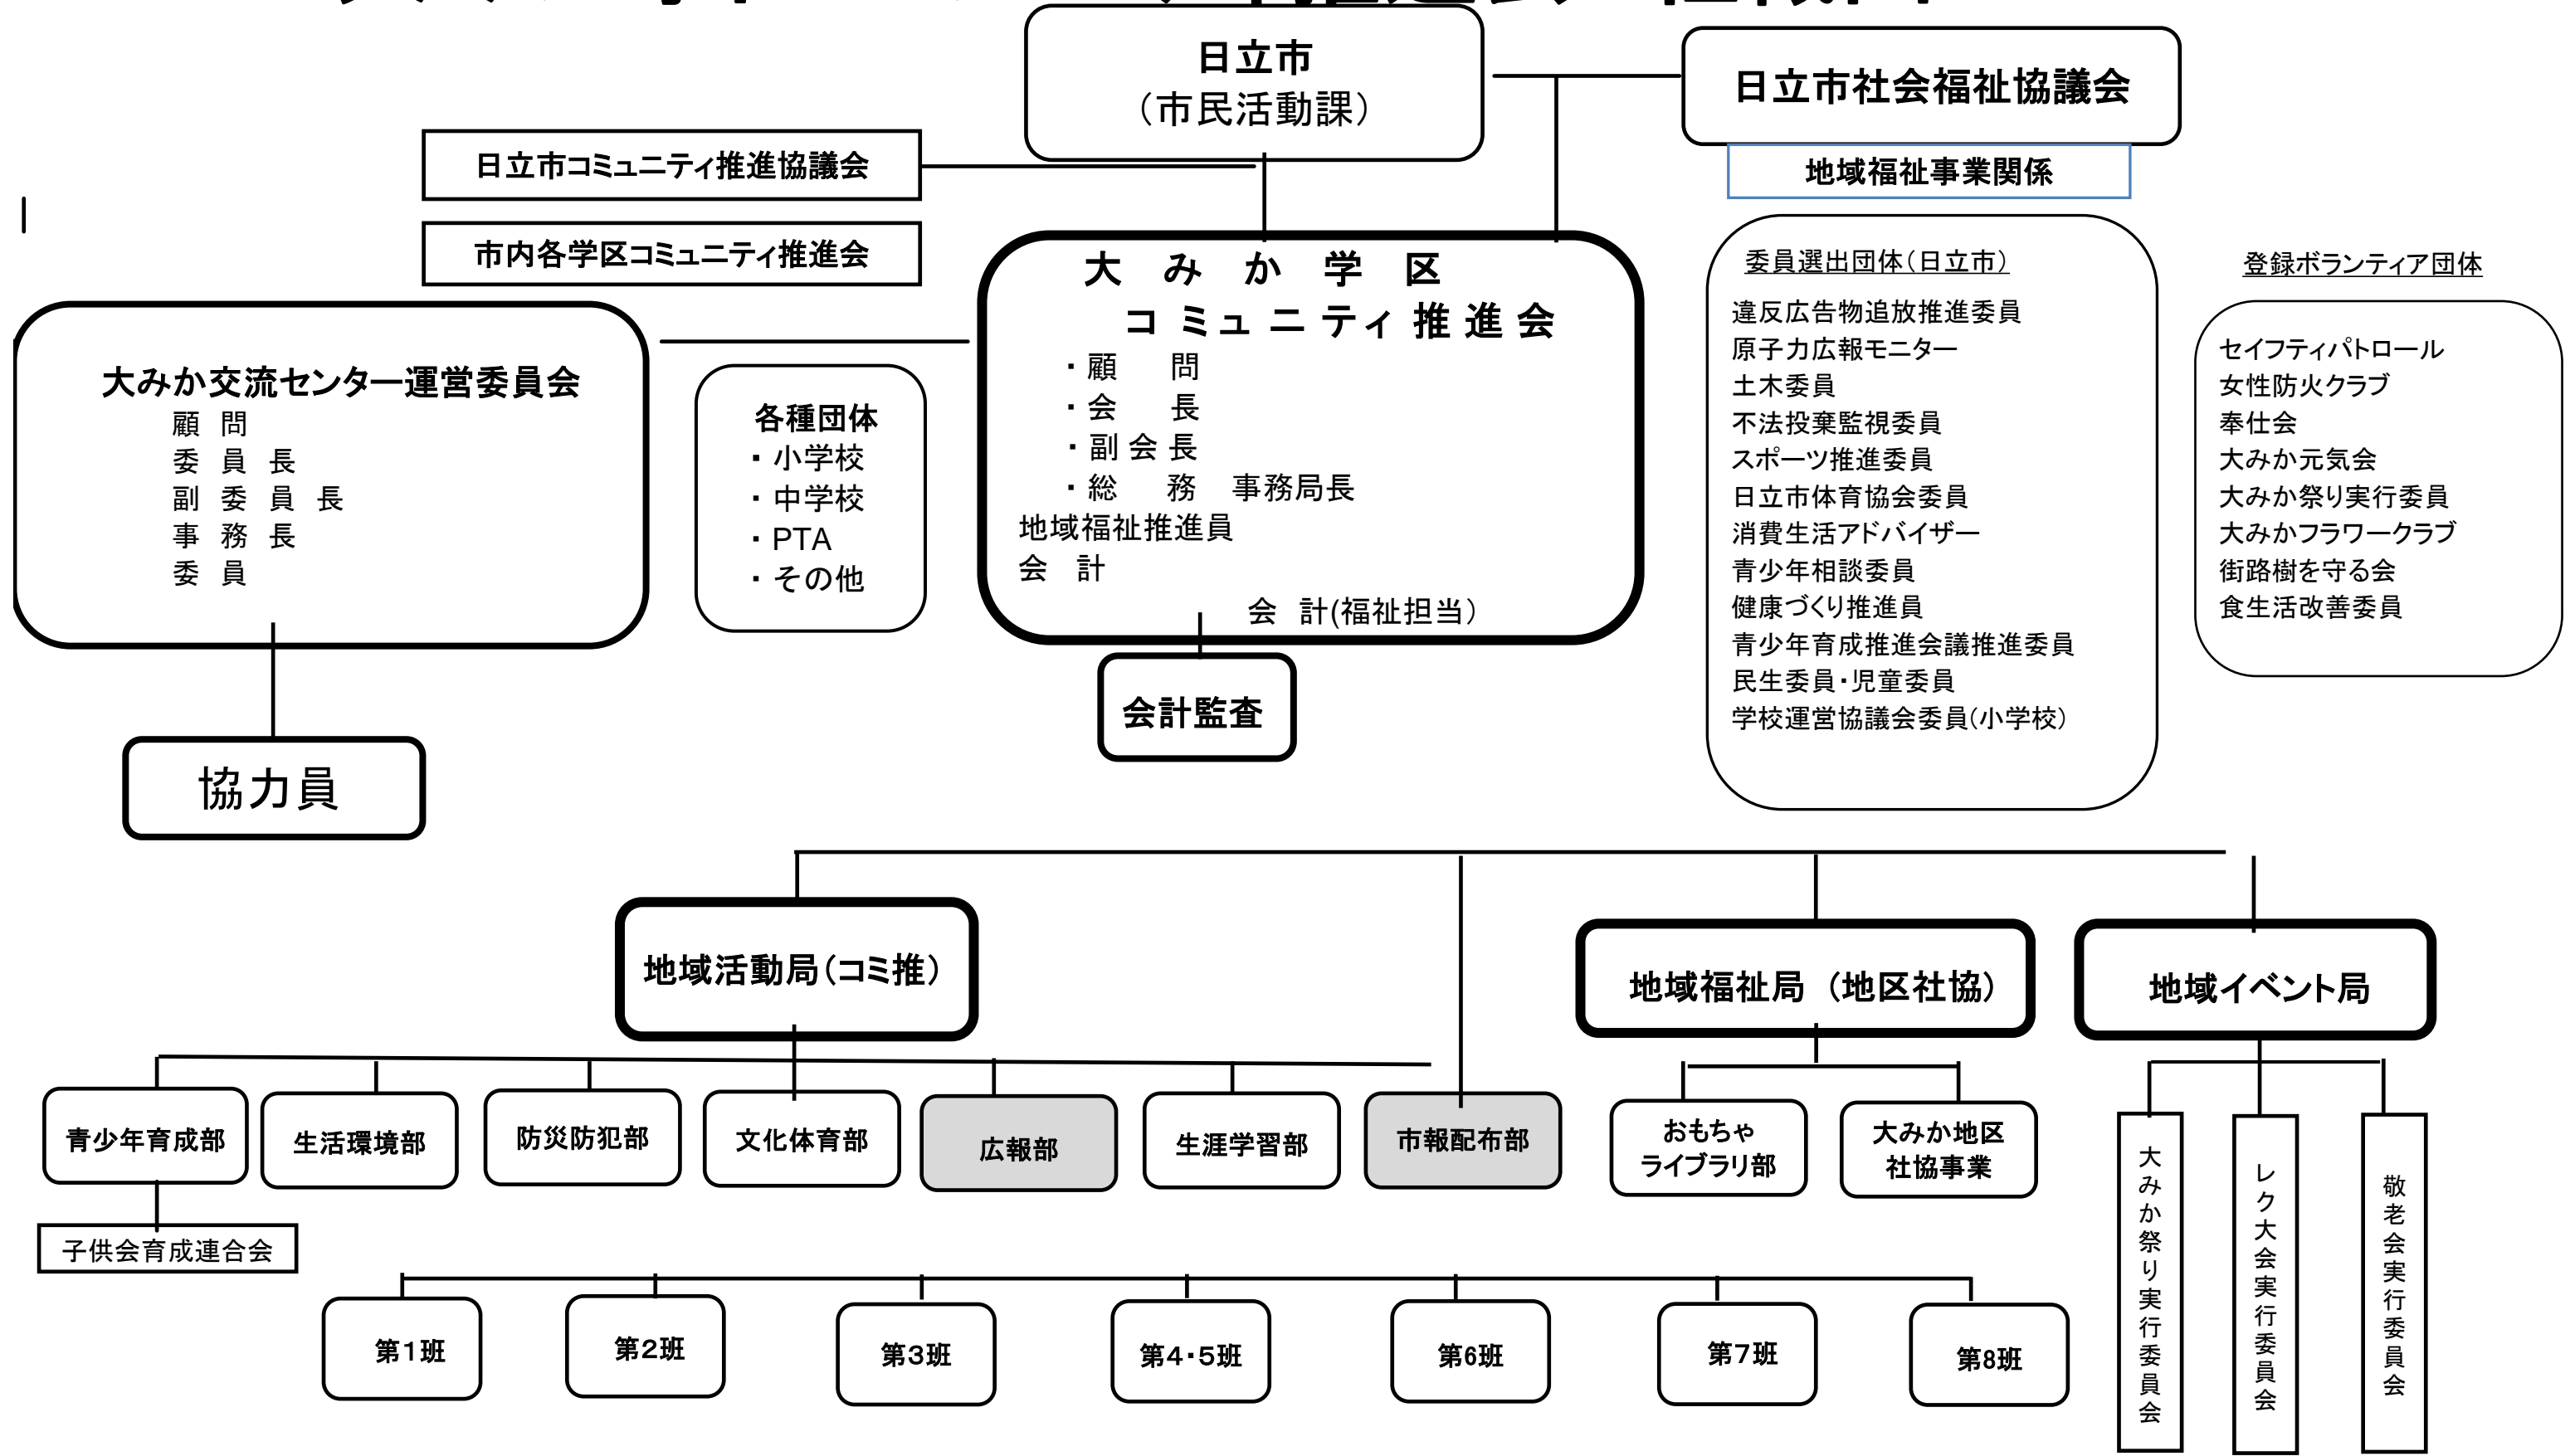 日立市
（市民活動課）
日立市社会福祉協議会
地域福祉事業関係
日立市コミュニティ推進協議会
市内各学区コミュニティ推進会
大みか学区
コミュニティ推進会
・顧　問
・会　長
・副会長
・総　務　事務局長
地域福祉推進員
会　計
会　計(福祉担当）
会計監査
大みか交流センター運営委員会
顧問
委員長
副委員長
事務長
委員
協力員
各種団体
・小学校
・中学校
・PTA
・その他
委員選出団体（日立市）
違反広告物追放推進委員
原子力広報モニター
土木委員
不法投棄監視委員
スポーツ推進委員
日立市体育協会委員
消費生活アドバイザー
青少年相談委員
健康づくり推進員
青少年育成推進会議推進委員
民生委員・児童委員
学校運営協議会委員（小学校）
登録ボランティア団体
セイフティパトロール
女性防火クラブ
奉仕会
大みか元気会
大みか祭り実行委員
大みかフラワークラブ
街路樹を守る会
食生活改善委員
地域活動局（コミ推）
地域福祉局（地区社協）
地域イベント局
青少年育成部
生活環境部
防災防犯部
文化体育部
広報部
生涯学習部
市報配布部
おもちゃ
ライブラリ部
大みか地区
社協事業
大みか祭り実行委員会
レク大会実行委員会
敬老会実行委員会
子供会育成連合会
第1班
第2班
第3班
第4・5班
第6班
第7班
第8班